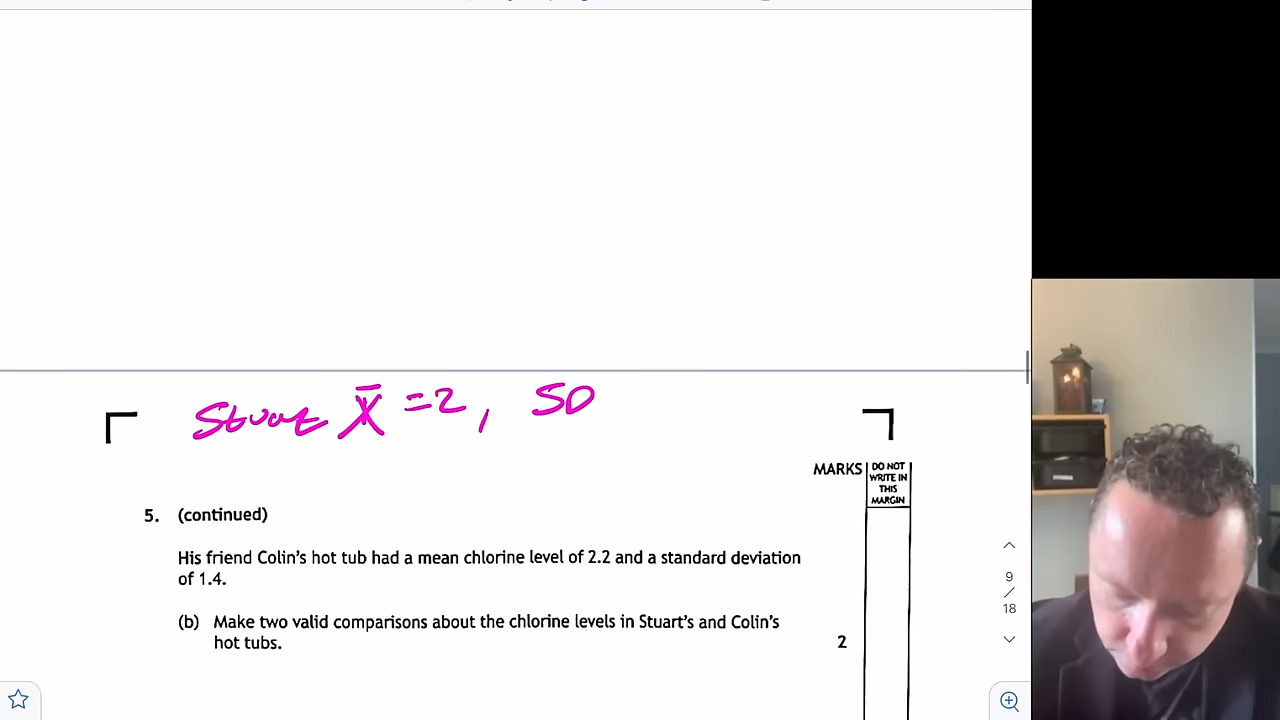 Stuart x̄ = 2, SD
MARKS
DO NOT
WRITE IN
THIS
MARGIN
5. (continued)
His friend Colin's hot tub had a mean chlorine level of 2.2 and a standard deviation
of 1.4.
(b) Make two valid comparisons about the chlorine levels in Stuart's and Colin's
hot tubs.
2
9
/
18